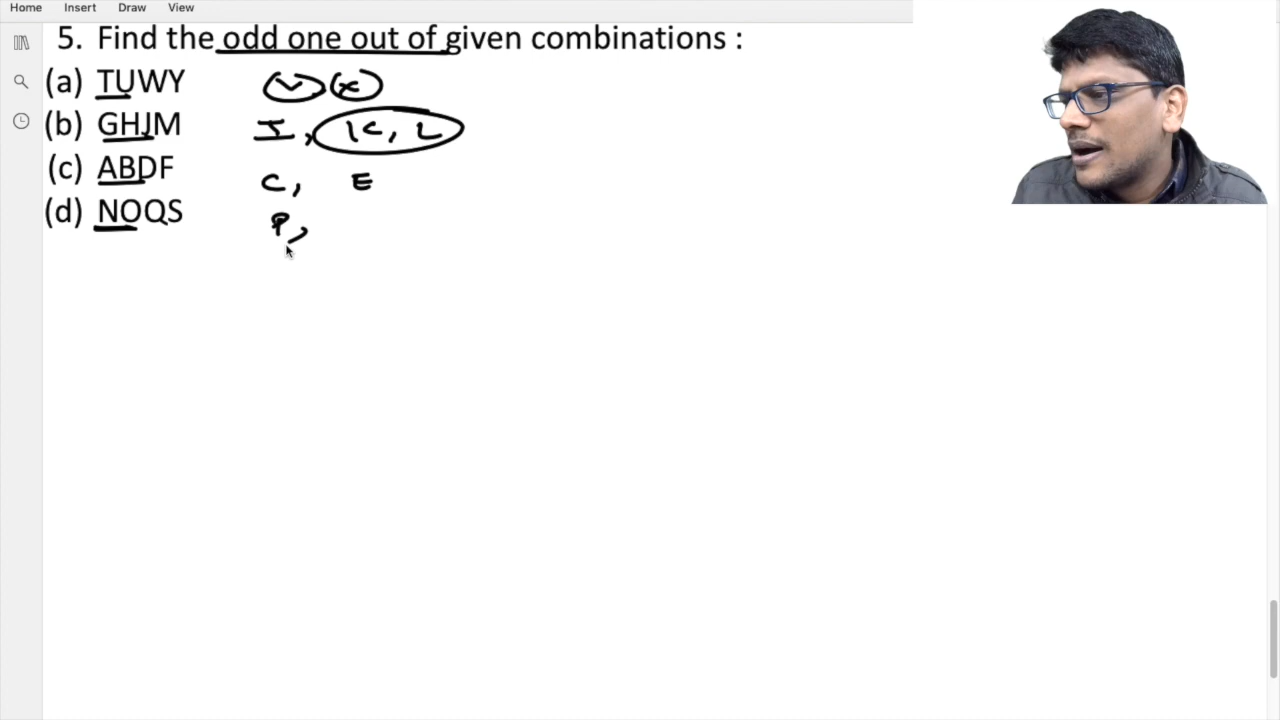 Home Insert Draw View
5. Find the odd one out of given combinations :
(a) TUWY V X
(b) GHJM I, K, L
(c) ABDF C, E
(d) NOQS P,